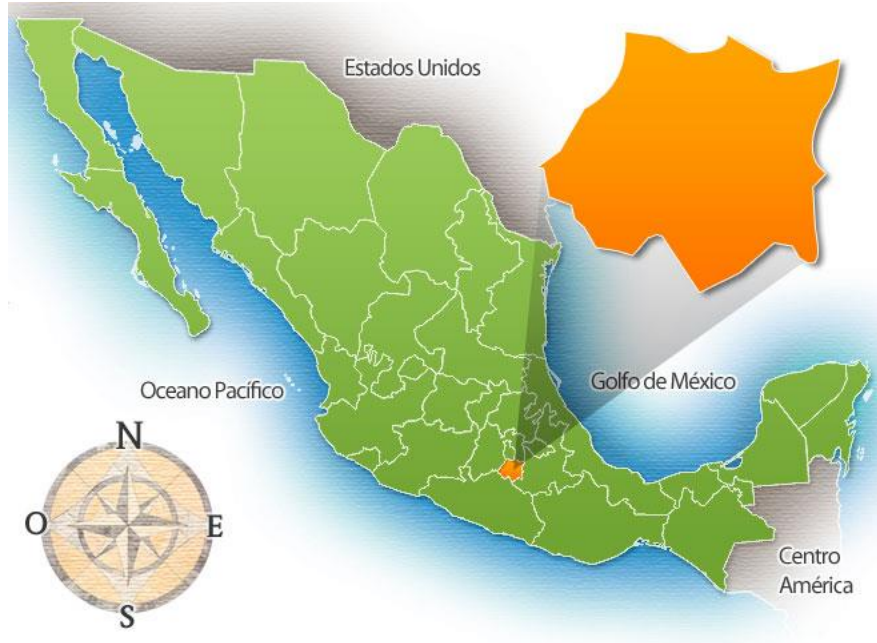 Estados Unidos
Golfo de México
Oceano Pacífico
N
O
E
S
Centro
América